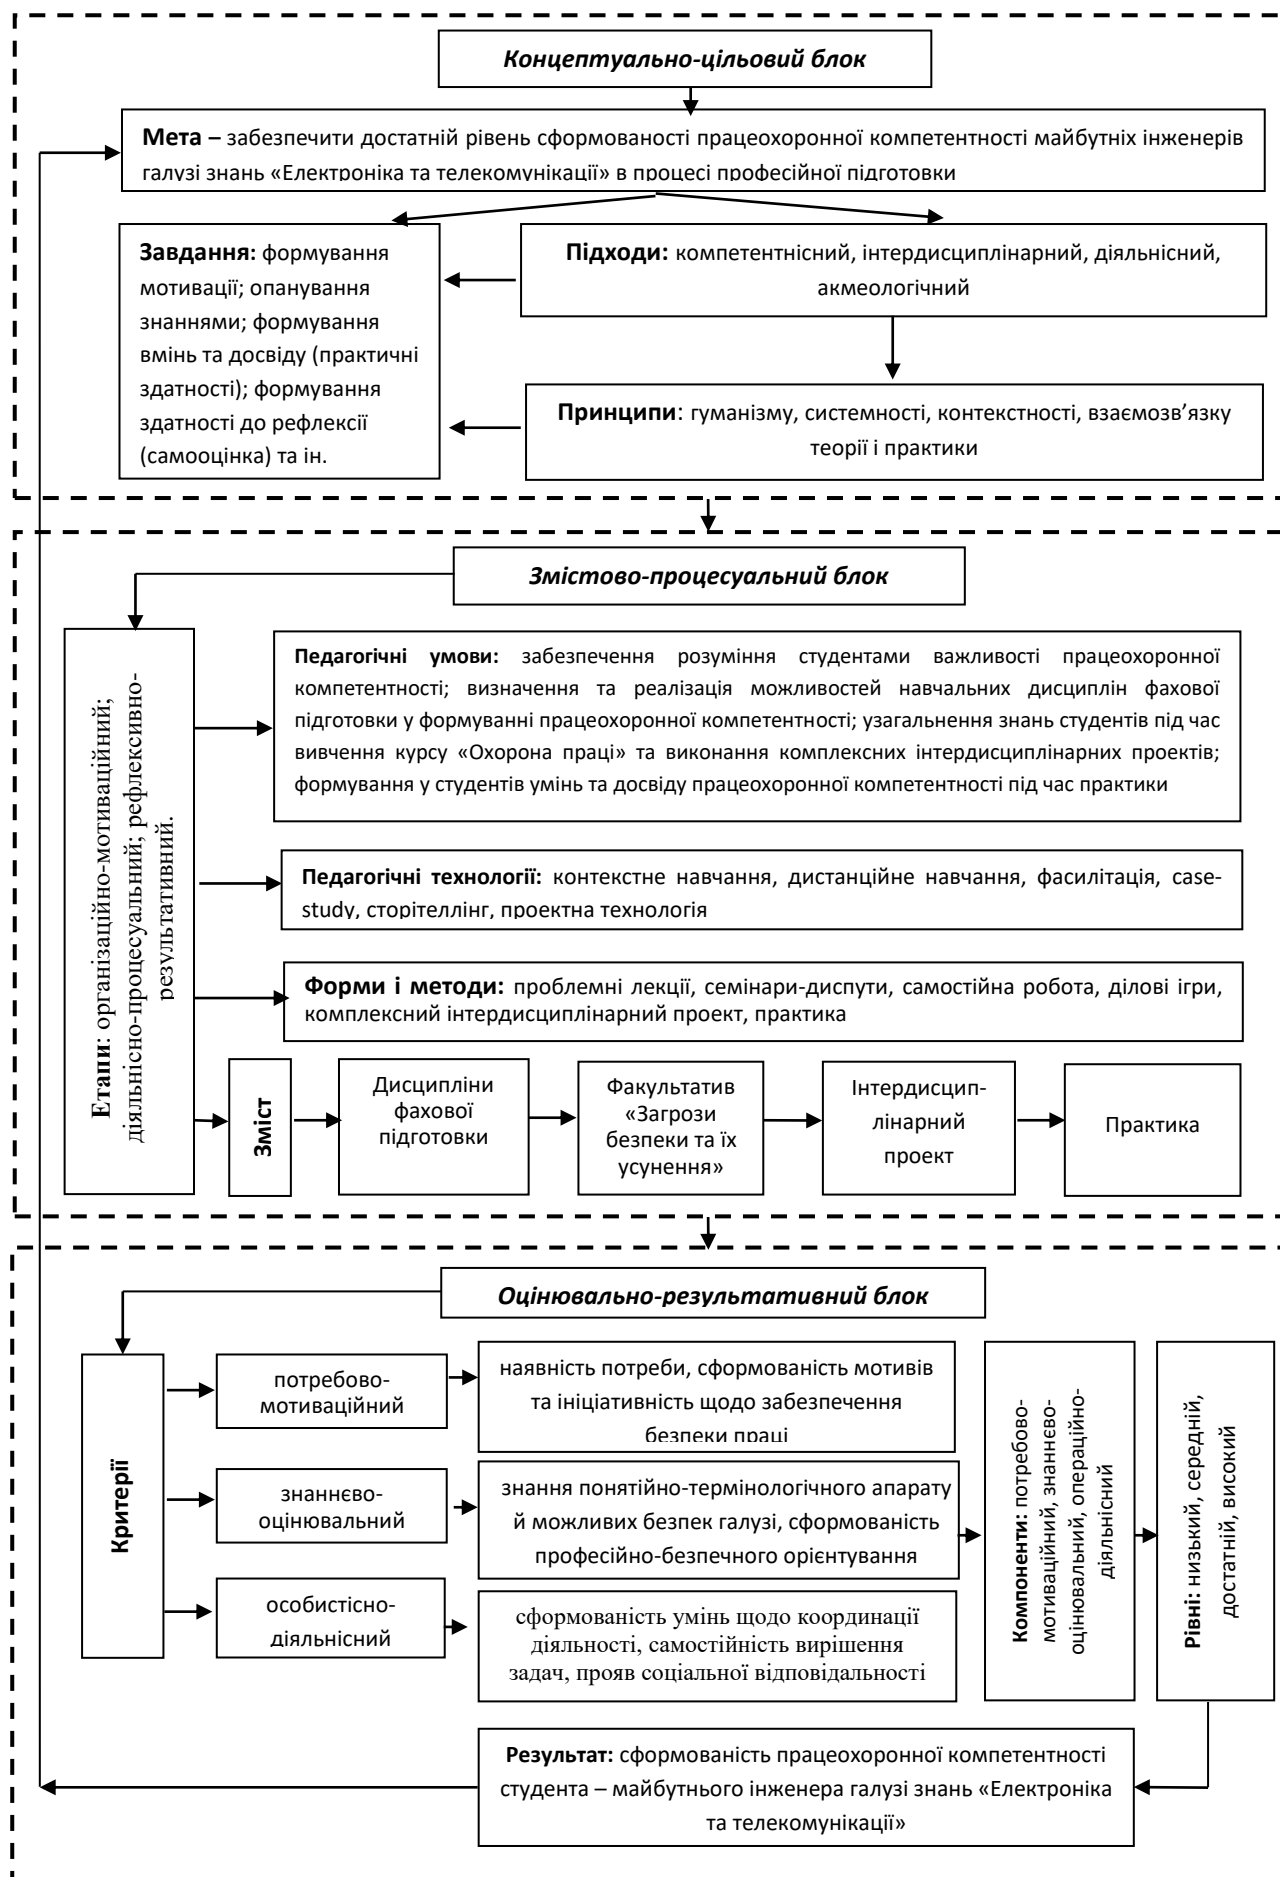 Концептуально-цільовий блок
Мета – забезпечити достатній рівень сформованості працеохоронної компетентності майбутніх інженерів
галузі знань «Електроніка та телекомунікації» в процесі професійної підготовки
Завдання: формування
мотивації; опанування
знаннями; формування
вмінь та досвіду (практичні
здатності); формування
здатності до рефлексії
(самооцінка) та ін.
Підходи: компетентнісний, інтердисциплінарний, діяльнісний,
акмеологічний
Принципи: гуманізму, системності, контекстності, взаємозв’язку
теорії і практики
Змістово-процесуальний блок
Етапи: організаційно-мотиваційний;
діяльнісно-процесуальний; рефлексивно-
результативний.
Педагогічні умови: забезпечення розуміння студентами важливості працеохоронної
компетентності; визначення та реалізація можливостей навчальних дисциплін фахової
підготовки у формуванні працеохоронної компетентності; узагальнення знань студентів під час
вивчення курсу «Охорона праці» та виконання комплексних інтердисциплінарних проектів;
формування у студентів умінь та досвіду працеохоронної компетентності під час практики
Педагогічні технології: контекстне навчання, дистанційне навчання, фасилітація, case-
study, сторітеллінг, проектна технологія
Форми і методи: проблемні лекції, семінари-диспути, самостійна робота, ділові ігри,
комплексний інтердисциплінарний проект, практика
Зміст
Дисципліни
фахової
підготовки
Факультатив
«Загрози
безпеки та їх
усунення»
Інтердисцип-
лінарний
проект
Практика
Оцінювально-результативний блок
Критерії
потребово-
мотиваційний
наявність потреби, сформованість мотивів
та ініціативність щодо забезпечення
безпеки праці
знаннєво-
оцінювальний
знання понятійно-термінологічного апарату
й можливих безпек галузі, сформованість
професійно-безпечного орієнтування
особистісно-
діяльнісний
сформованість умінь щодо координації
діяльності, самостійність вирішення
задач, прояв соціальної відповідальності
Компоненти: потребово-
мотиваційний, знаннєво-
оцінювальний, операційно-
діяльнісний
Рівні: низький, середній,
достатній, високий
Результат: сформованість працеохоронної компетентності
студента – майбутнього інженера галузі знань «Електроніка
та телекомунікації»